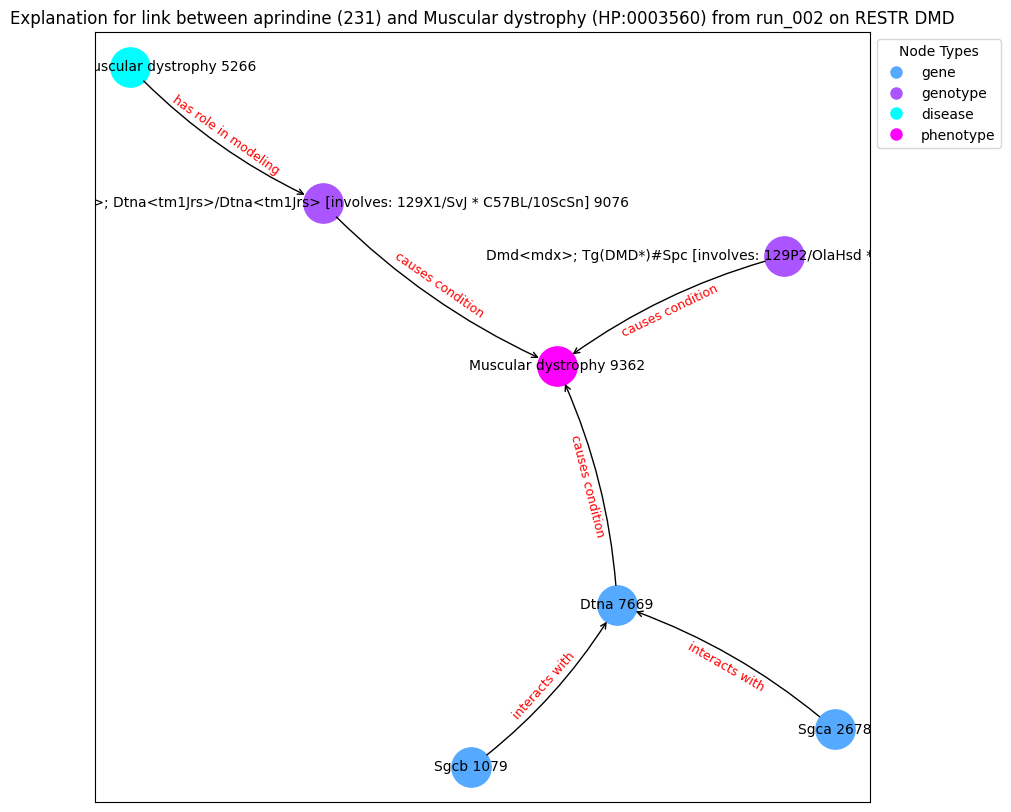 Explanation for link between aprindine (231) and Muscular dystrophy (HP:0003560) from run_002 on RESTR DMD
Node Types
gene
genotype
disease
phenotype
dystrophy 5266
has role in modeling
>; Dtna<tm1Jrs>/Dtna<tm1Jrs> [involves: 129X1/SvJ * C57BL/10ScSn] 9076
Dmd<mdx>; Tg(DMD*)#Spc [involves: 129P2/OlaHsd *
causes condition
causes condition
Muscular dystrophy 9362
causes condition
Dtna 7669
interacts with
interacts with
Sgca 2678
Sgcb 1079